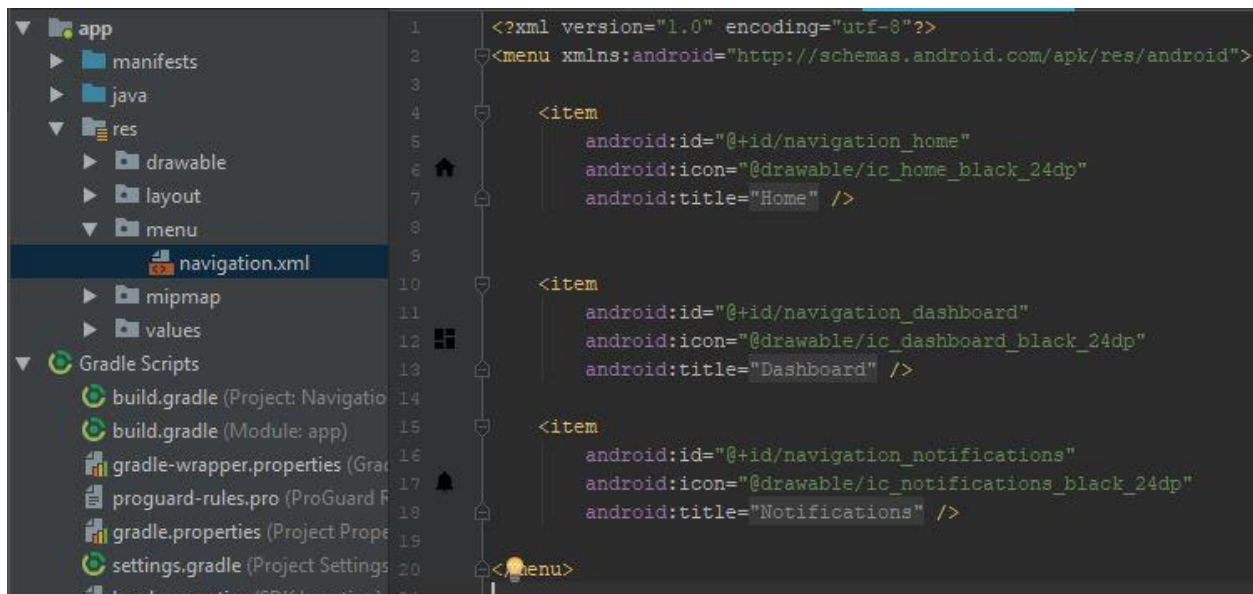 app
manifests
java
res
drawable
layout
menu
navigation.xml
mipmap
values
Gradle Scripts
build.gradle (Project: Navigatio
build.gradle (Module: app)
gradle-wrapper.properties (Grad
proguard-rules.pro (ProGuard R
gradle.properties (Project Prope
settings.gradle (Project Settings
1 <?xml version="1.0" encoding="utf-8"?>
2 <menu xmlns:android="http://schemas.android.com/apk/res/android">
3
4 <item
5 android:id="@+id/navigation_home"
6 android:icon="@drawable/ic_home_black_24dp"
7 android:title="Home" />
8
9
10 <item
11 android:id="@+id/navigation_dashboard"
12 android:icon="@drawable/ic_dashboard_black_24dp"
13 android:title="Dashboard" />
14
15 <item
16 android:id="@+id/navigation_notifications"
17 android:icon="@drawable/ic_notifications_black_24dp"
18 android:title="Notifications" />
19
20 </menu>